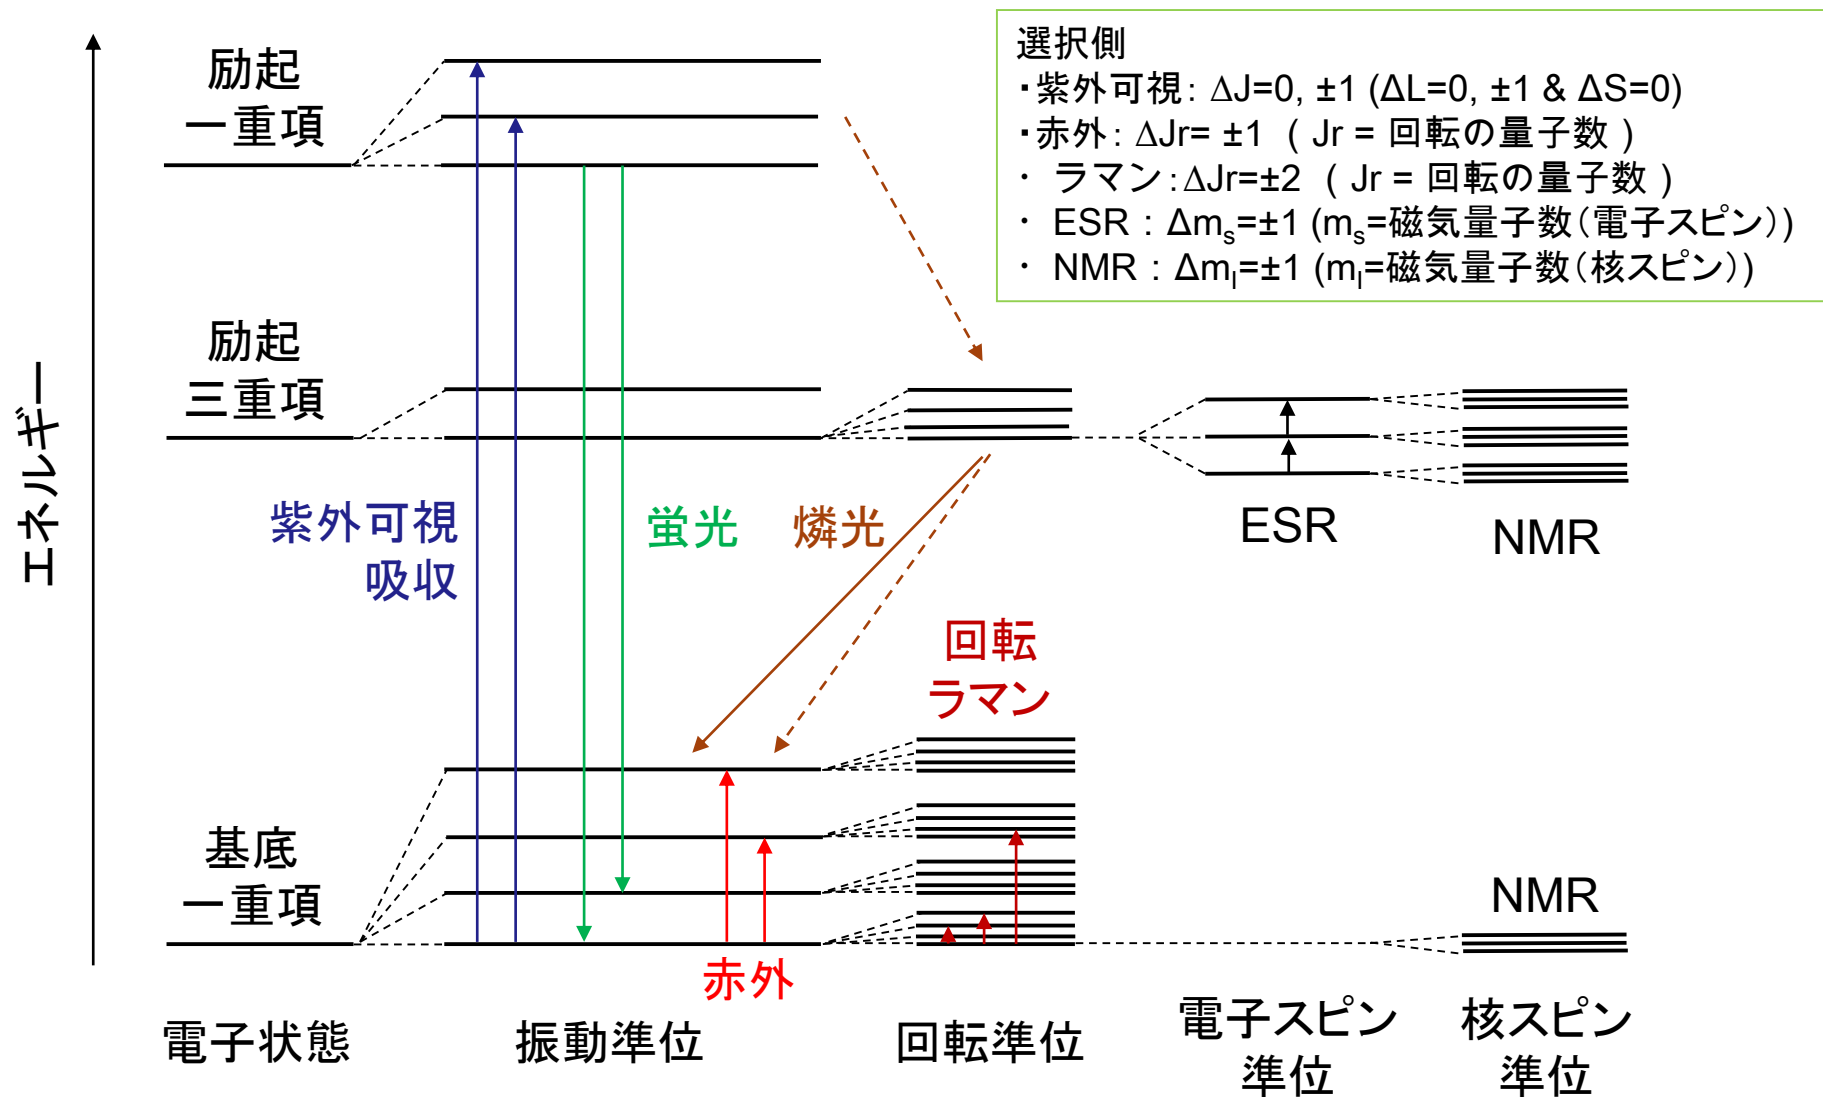 選択側
・紫外可視: ΔJ=0, ±1 (ΔL=0, ±1 & ΔS=0)
・赤外: ΔJr= ±1 ( Jr = 回転の量子数 )
・ ラマン:ΔJr=±2 ( Jr = 回転の量子数 )
・ ESR : Δms=±1 (ms=磁気量子数(電子スピン))
・ NMR : Δml=±1 (ml=磁気量子数(核スピン))
励起
一重項
励起
三重項
エネルギー
紫外可視
吸収
蛍光
燐光
ESR
NMR
回転
ラマン
基底
一重項
NMR
赤外
電子状態
振動準位
回転準位
電子スピン
準位
核スピン
準位